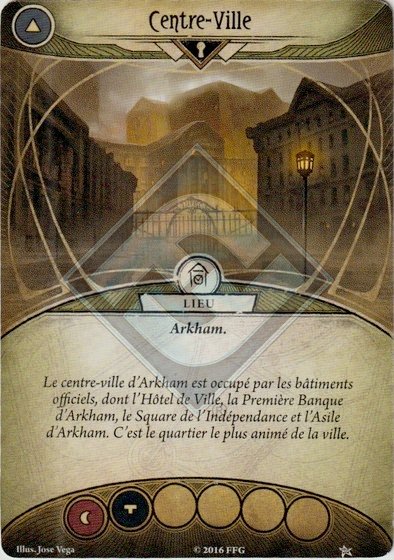 Centre-Ville
LIEU
Arkham.
Le centre-ville d'Arkham est occupé par les bâtiments
officiels, dont l'Hôtel de Ville, la Première Banque
d'Arkham, le Square de l'Indépendance et l'Asile
d'Arkham. C'est le quartier le plus animé de la ville.
Illus. Jose Vega
© 2016 FFG